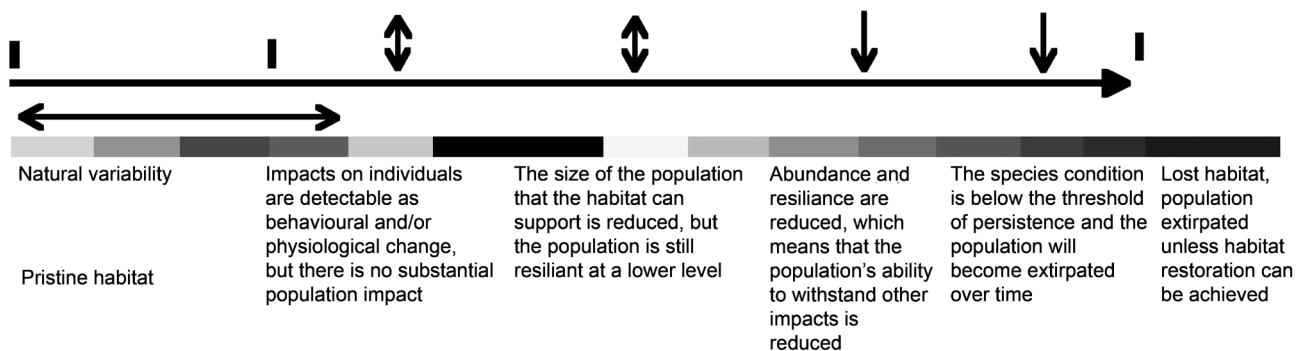 Natural variability
Pristine habitat
Impacts on individuals
are detectable as
behavioural and/or
physiological change,
but there is no substantial
population impact
The size of the population
that the habitat can
support is reduced, but
the population is still
resiliant at a lower level
Abundance and
resiliance are
reduced, which
means that the
population’s ability
to withstand other
impacts is
reduced
The species condition
is below the threshold
of persistence and the
population will
become extirpated
over time
Lost habitat,
population
extirpated
unless habitat
restoration can
be achieved